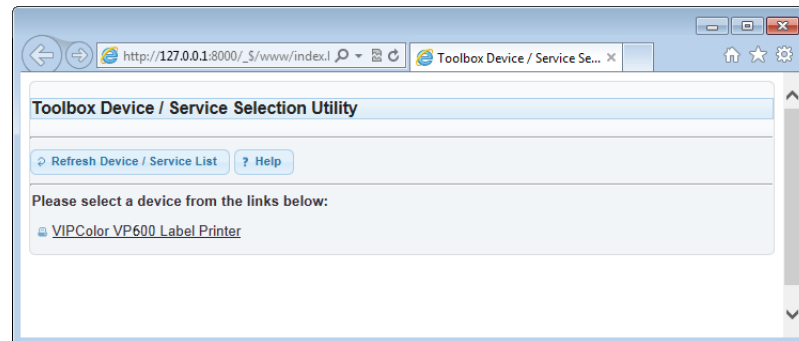 http://127.0.0.1:8000/_$/www/index.l
Toolbox Device / Service Se...
Toolbox Device / Service Selection Utility
Refresh Device / Service List
? Help
Please select a device from the links below:
VIPColor VP600 Label Printer